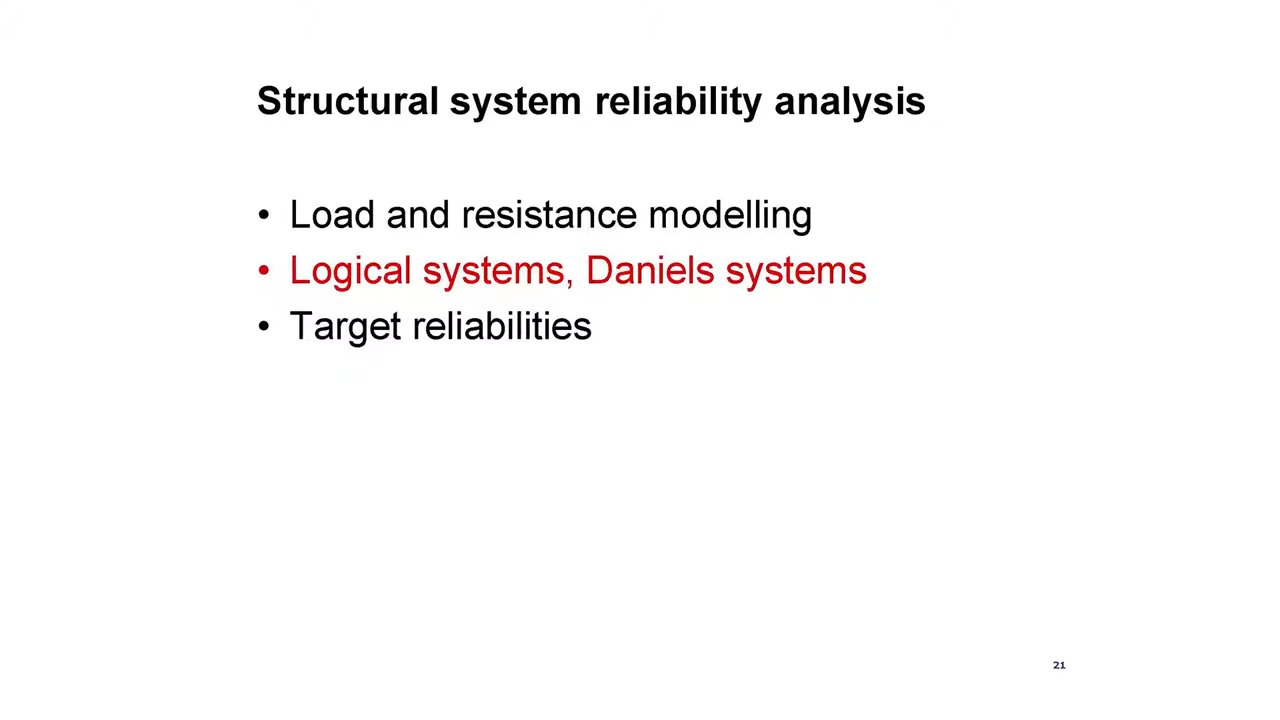 Structural system reliability analysis
• Load and resistance modelling
• Logical systems, Daniels systems
• Target reliabilities
21